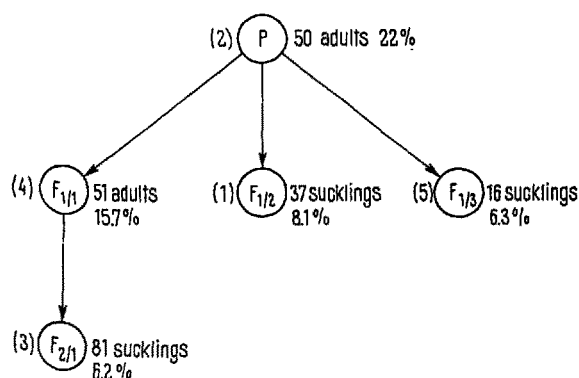 (2) P 50 adults 22%
(4) F1/1 51 adults
15.7%
(1) F1/2 37 sucklings
8.1%
(5) F1/3 16 sucklings
6.3%
(3) F2/1 81 sucklings
6.2%